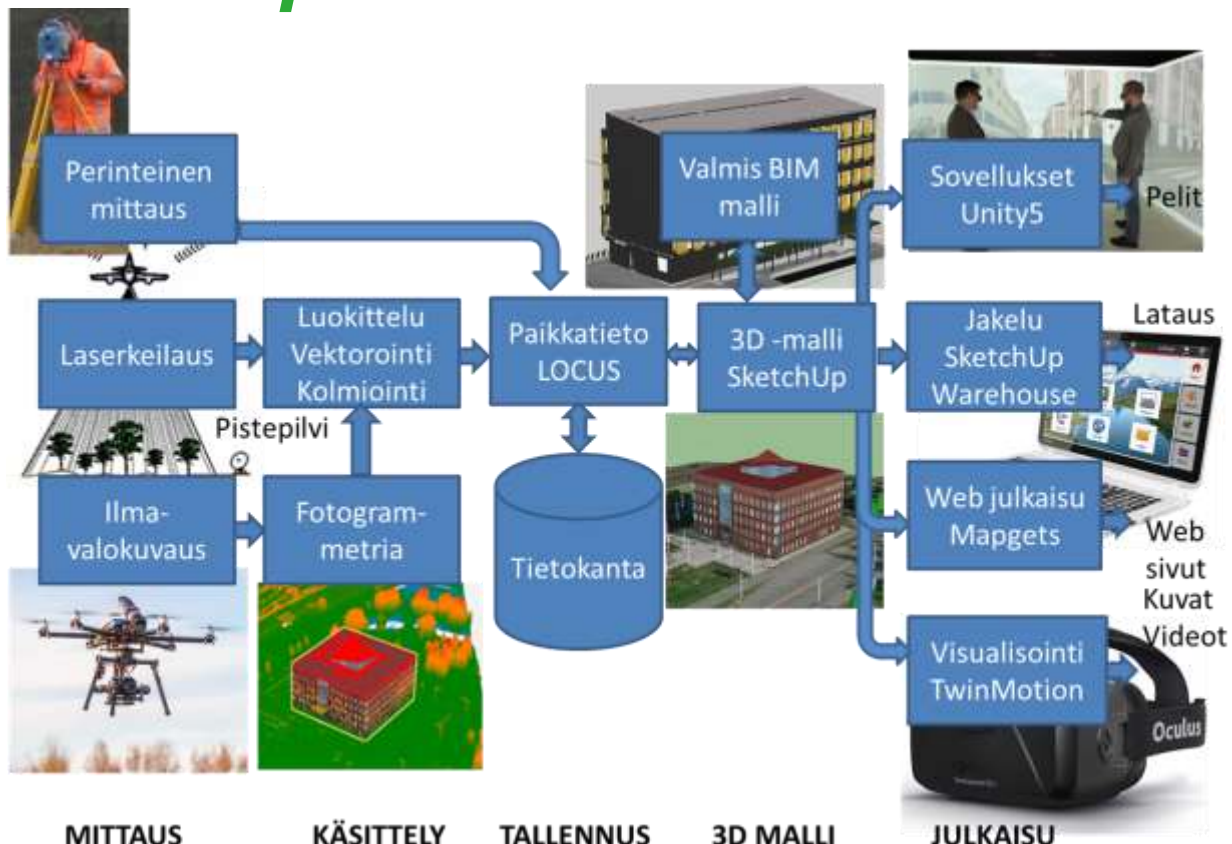 Perinteinen
mittaus
Laserkeilaus
Pistepilvi
Ilma-
valokuvaus
Luokittelu
Vektorointi
Kolmiointi
Fotogram-
metria
Paikkatieto
LOCUS
Tietokanta
Valmis BIM
malli
3D -malli
SketchUp
Sovellukset
Unity5
Pelit
Jakelu
SketchUp
Warehouse
Lataus
Web julkaisu
Mapgets
Web
sivut
Kuvat
Videot
Visualisointi
TwinMotion
Oculus
MITTAUS
KÄSITTELY
TALLENNUS
3D MALLI
JULKAISU